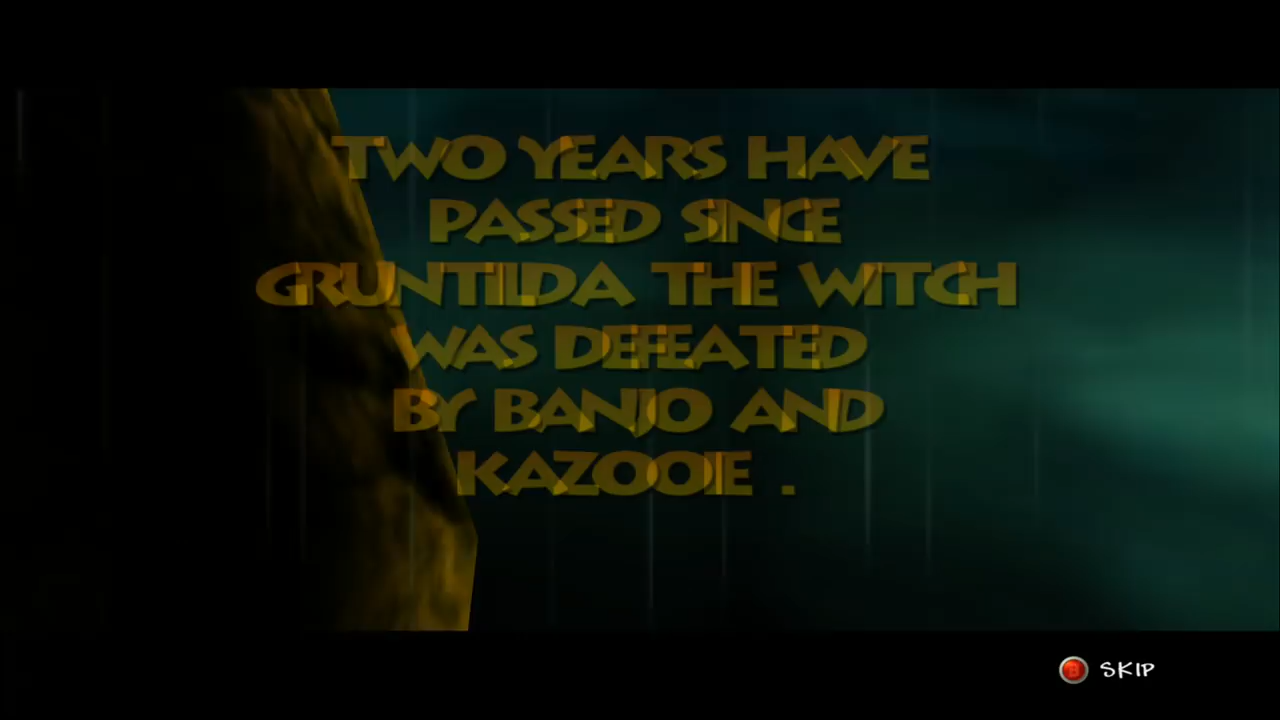 TWO YEARS HAVE
PASSED SINCE
GRUNTILDA THE WITCH
WAS DEFEATED
BY BANJO AND
KAZOOIE .
B SKIP